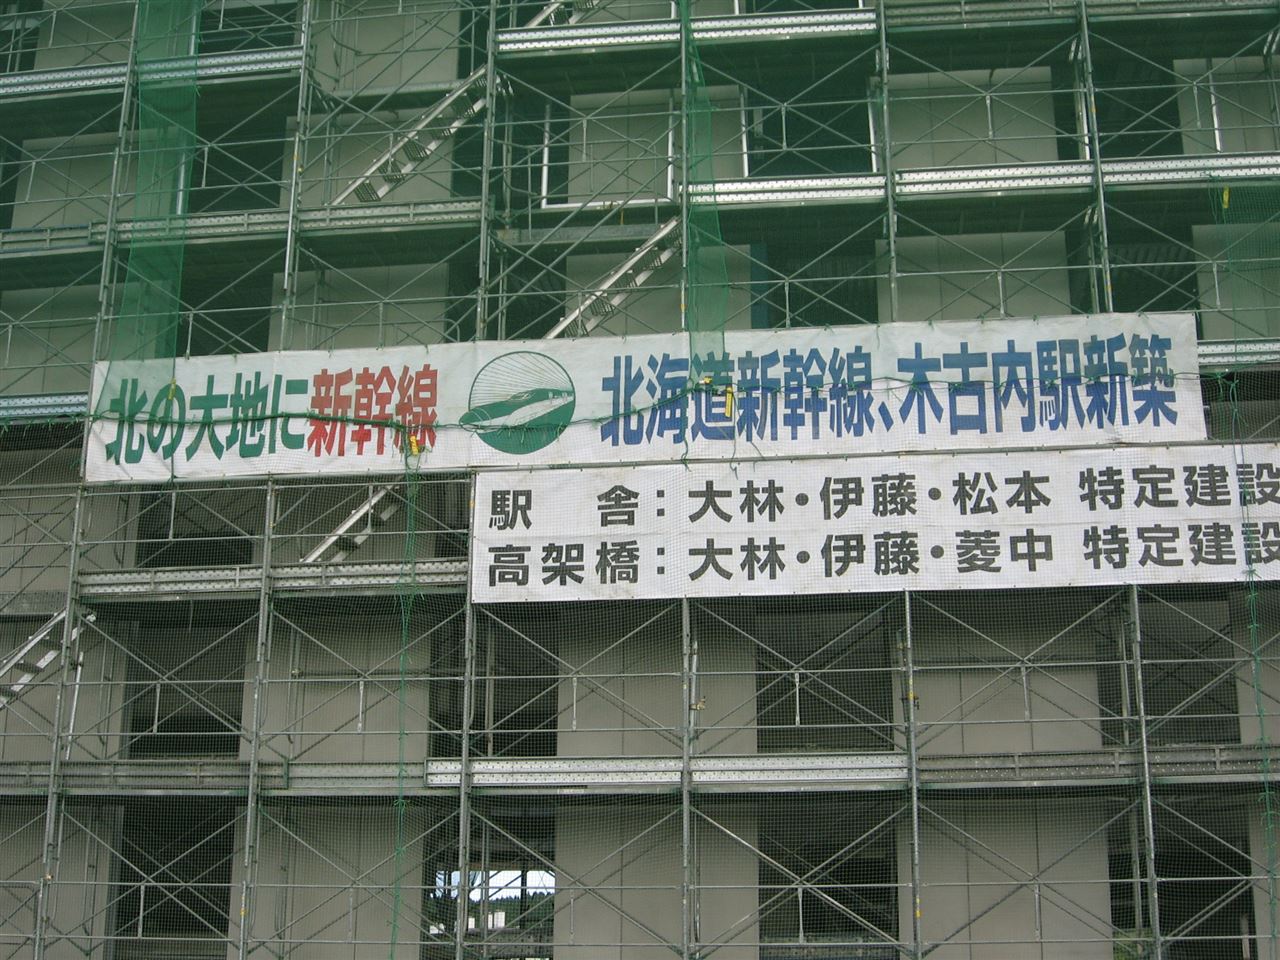 北の大地に新幹線 北海道新幹線、木古内駅新築
駅 舎：大林・伊藤・松本 特定建設
高架橋：大林・伊藤・菱中 特定建設